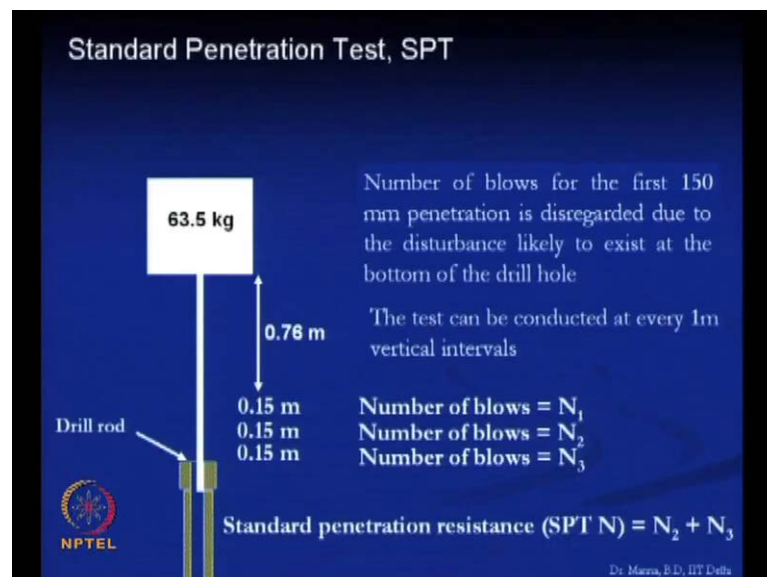 Standard Penetration Test, SPT
63.5 kg
0.76 m
Number of blows for the first 150
mm penetration is disregarded due to
the disturbance likely to exist at the
bottom of the drill hole
The test can be conducted at every 1m
vertical intervals
Drill rod
0.15 m Number of blows = N₁
0.15 m Number of blows = N₂
0.15 m Number of blows = N₃
Standard penetration resistance (SPT N) = N₂ + N₃
NPTEL
Dr. Manna, B.D, IIT Delhi